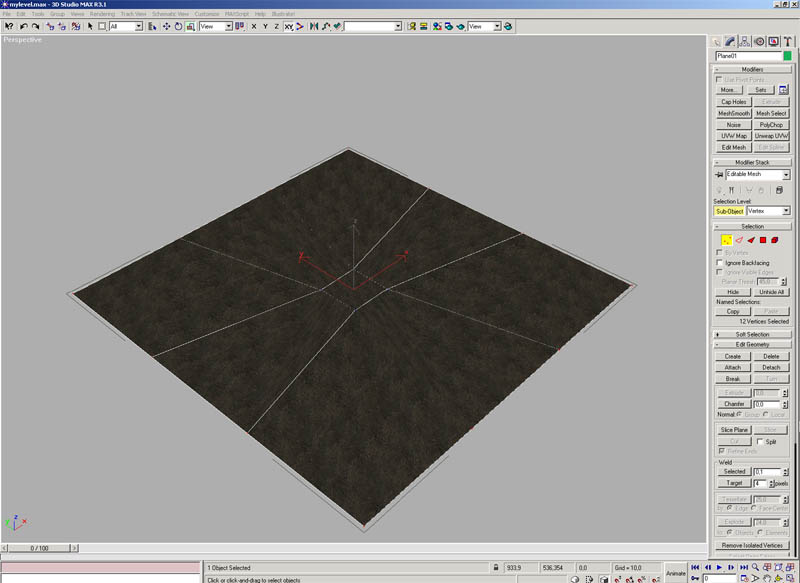 mylevel.max - 3D Studio MAX R3.1
File Edit Tools Group Views Rendering Track View Schematic View Customize MAXScript Help Illustrate!
All
View
X Y Z XY
View
Perspective
z
y
x
Plane01
Modifiers
Use Pivot Points
More... Sets
Cap Holes Extrude
MeshSmooth Mesh Select
Noise PolyChop
UVW Map Unwrap UVW
Edit Mesh Edit Spline
Modifier Stack
Editable Mesh
Selection Level:
Sub-Object Vertex
Selection
By Vertex
Ignore Backfacing
Ignore Visible Edges
Planar Thresh:
Hide Unhide All
Named Selections:
Copy Paste
12 Vertices Selected
Soft Selection
Edit Geometry
Create Delete
Attach Detach
Break Turn
Extrude 0,0
Chamfer 0,0
Normal: Group Local
Slice Plane Slice
Cut Split
Refine Ends
Weld
Selected 0,1
Target 4 pixels
Tessellate 25,0
by: Edge Face-Center
Explode 24,0
to: Objects Elements
Remove Isolated Vertices
z
y x
0 / 100
1 Object Selected
933,9 536,354 0,0 Grid = 10,0
Animate
Click or click-and-drag to select objects
0